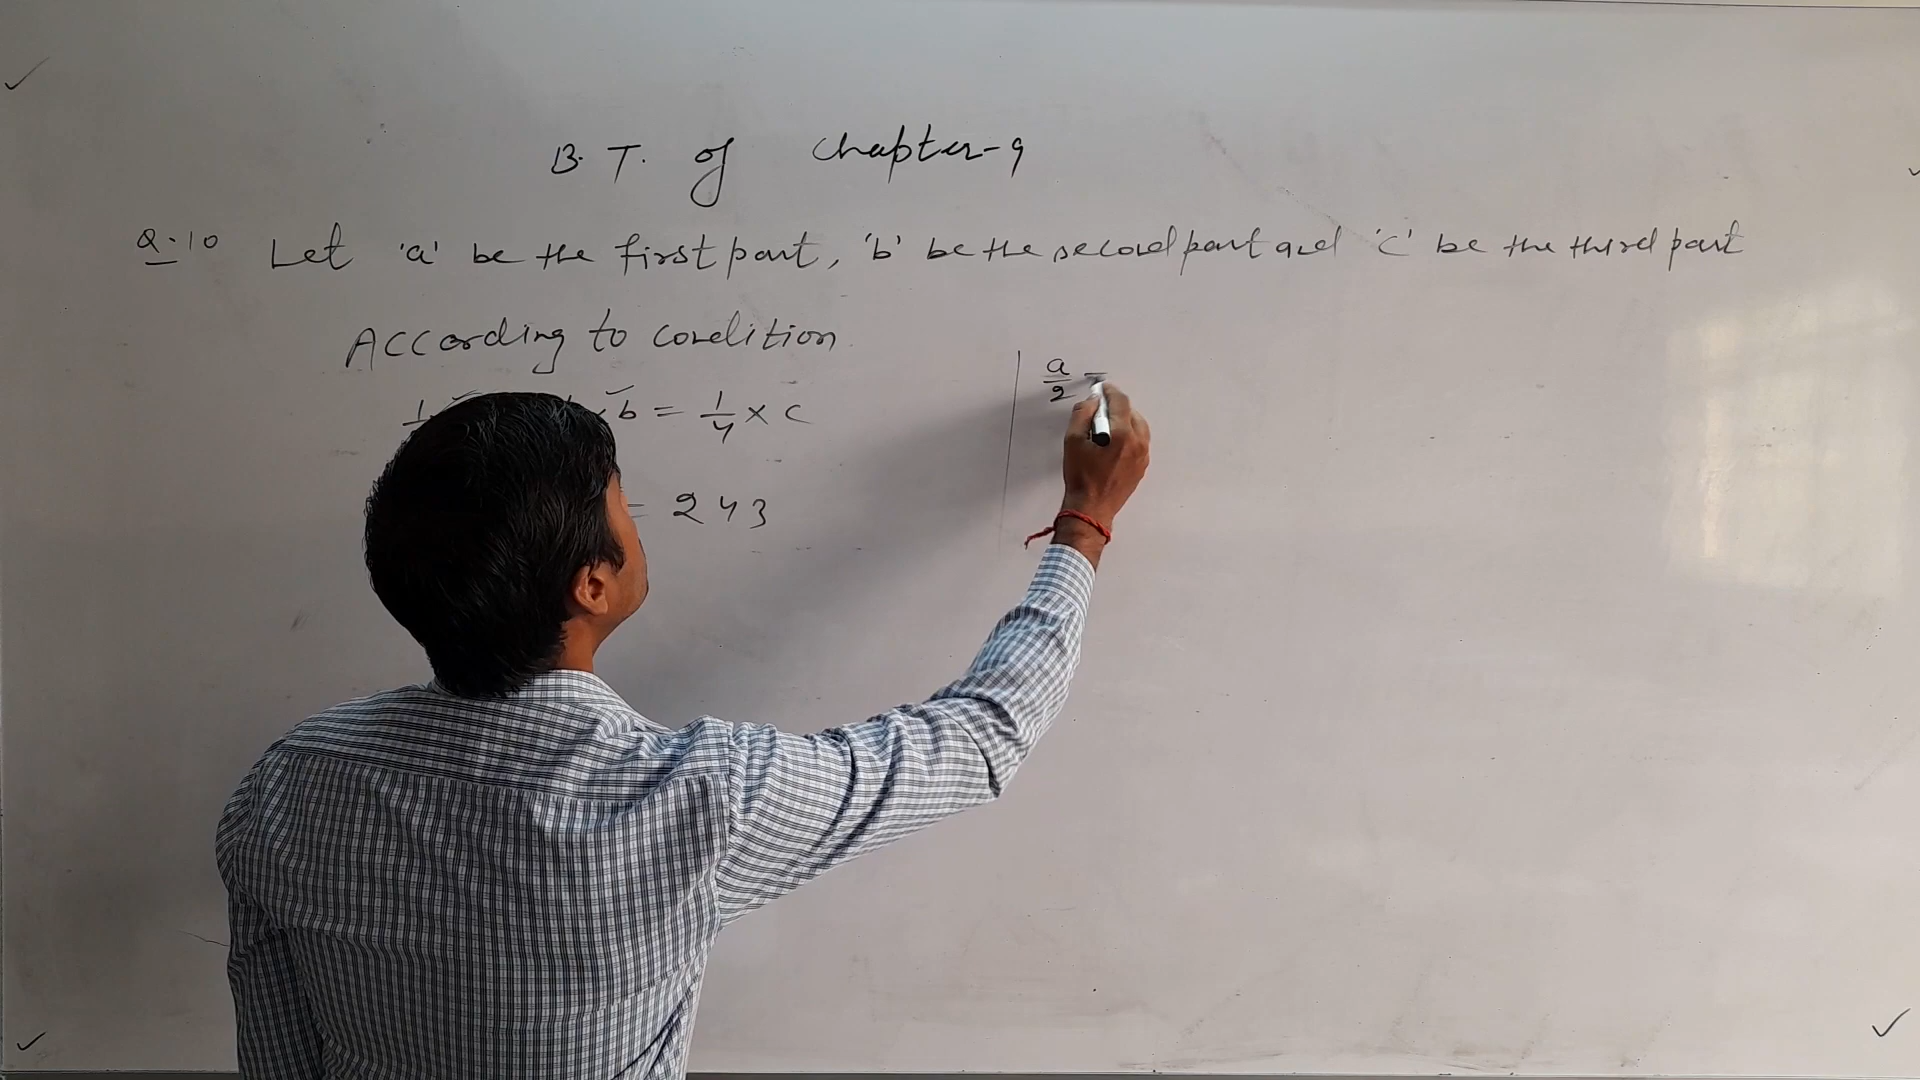 B. T. of Chapter-9
Q.10 Let 'a' be the first part, 'b' be the second part and 'c' be the third part
According to condition
b = 1/4 × c
= 243
a/2 =